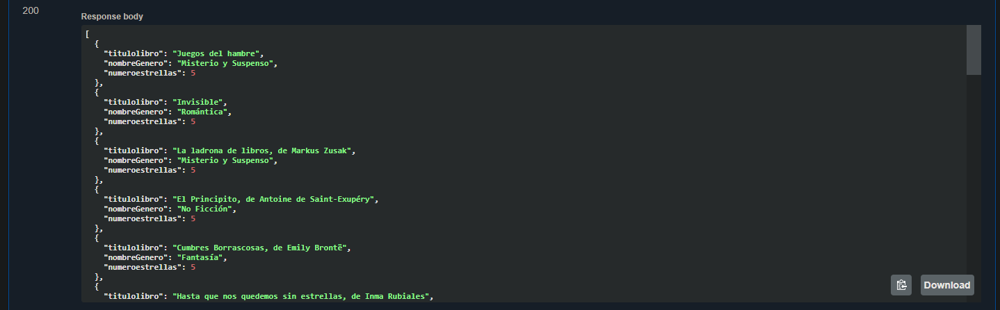 200
Response body
[
  {
    "titulolibro": "Juegos del hambre",
    "nombreGenero": "Misterio y Suspenso",
    "numeroestrellas": 5
  },
  {
    "titulolibro": "Invisible",
    "nombreGenero": "Romántica",
    "numeroestrellas": 5
  },
  {
    "titulolibro": "La ladrona de libros, de Markus Zusak",
    "nombreGenero": "Misterio y Suspenso",
    "numeroestrellas": 5
  },
  {
    "titulolibro": "El Principito, de Antoine de Saint-Exupéry",
    "nombreGenero": "No Ficción",
    "numeroestrellas": 5
  },
  {
    "titulolibro": "Cumbres Borrascosas, de Emily Brontë",
    "nombreGenero": "Fantasía",
    "numeroestrellas": 5
  },
  {
    "titulolibro": "Hasta que nos quedemos sin estrellas, de Inma Rubiales",
Download